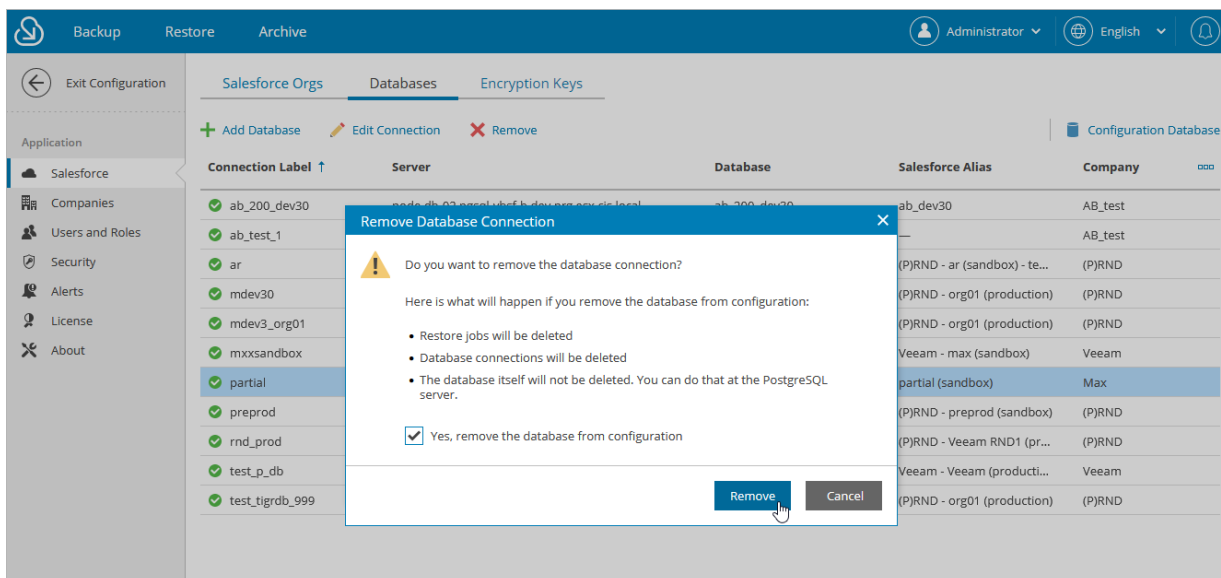 Backup Restore Archive Administrator English
Exit Configuration
Salesforce Orgs Databases Encryption Keys
Application
Salesforce
Companies
Users and Roles
Security
Alerts
License
About
Add Database Edit Connection Remove Configuration Database
Connection Label ↑ Server Database Salesforce Alias Company
ab_200_dev30 ab_dev30 AB_test
ab_test_1 — AB_test
ar (P)RND - ar (sandbox) - te... (P)RND
mdev30 (P)RND - org01 (production) (P)RND
mdev3_org01 (P)RND - org01 (production) (P)RND
mxxsandbox Veeam - max (sandbox) Veeam
partial partial (sandbox) Max
preprod (P)RND - preprod (sandbox) (P)RND
rnd_prod (P)RND - Veeam RND1 (pr... (P)RND
test_p_db Veeam - Veeam (producti... Veeam
test_tigrdb_999 (P)RND - org01 (production) (P)RND
Remove Database Connection
Do you want to remove the database connection?
Here is what will happen if you remove the database from configuration:
• Restore jobs will be deleted
• Database connections will be deleted
• The database itself will not be deleted. You can do that at the PostgreSQL
server.
Yes, remove the database from configuration
Remove Cancel